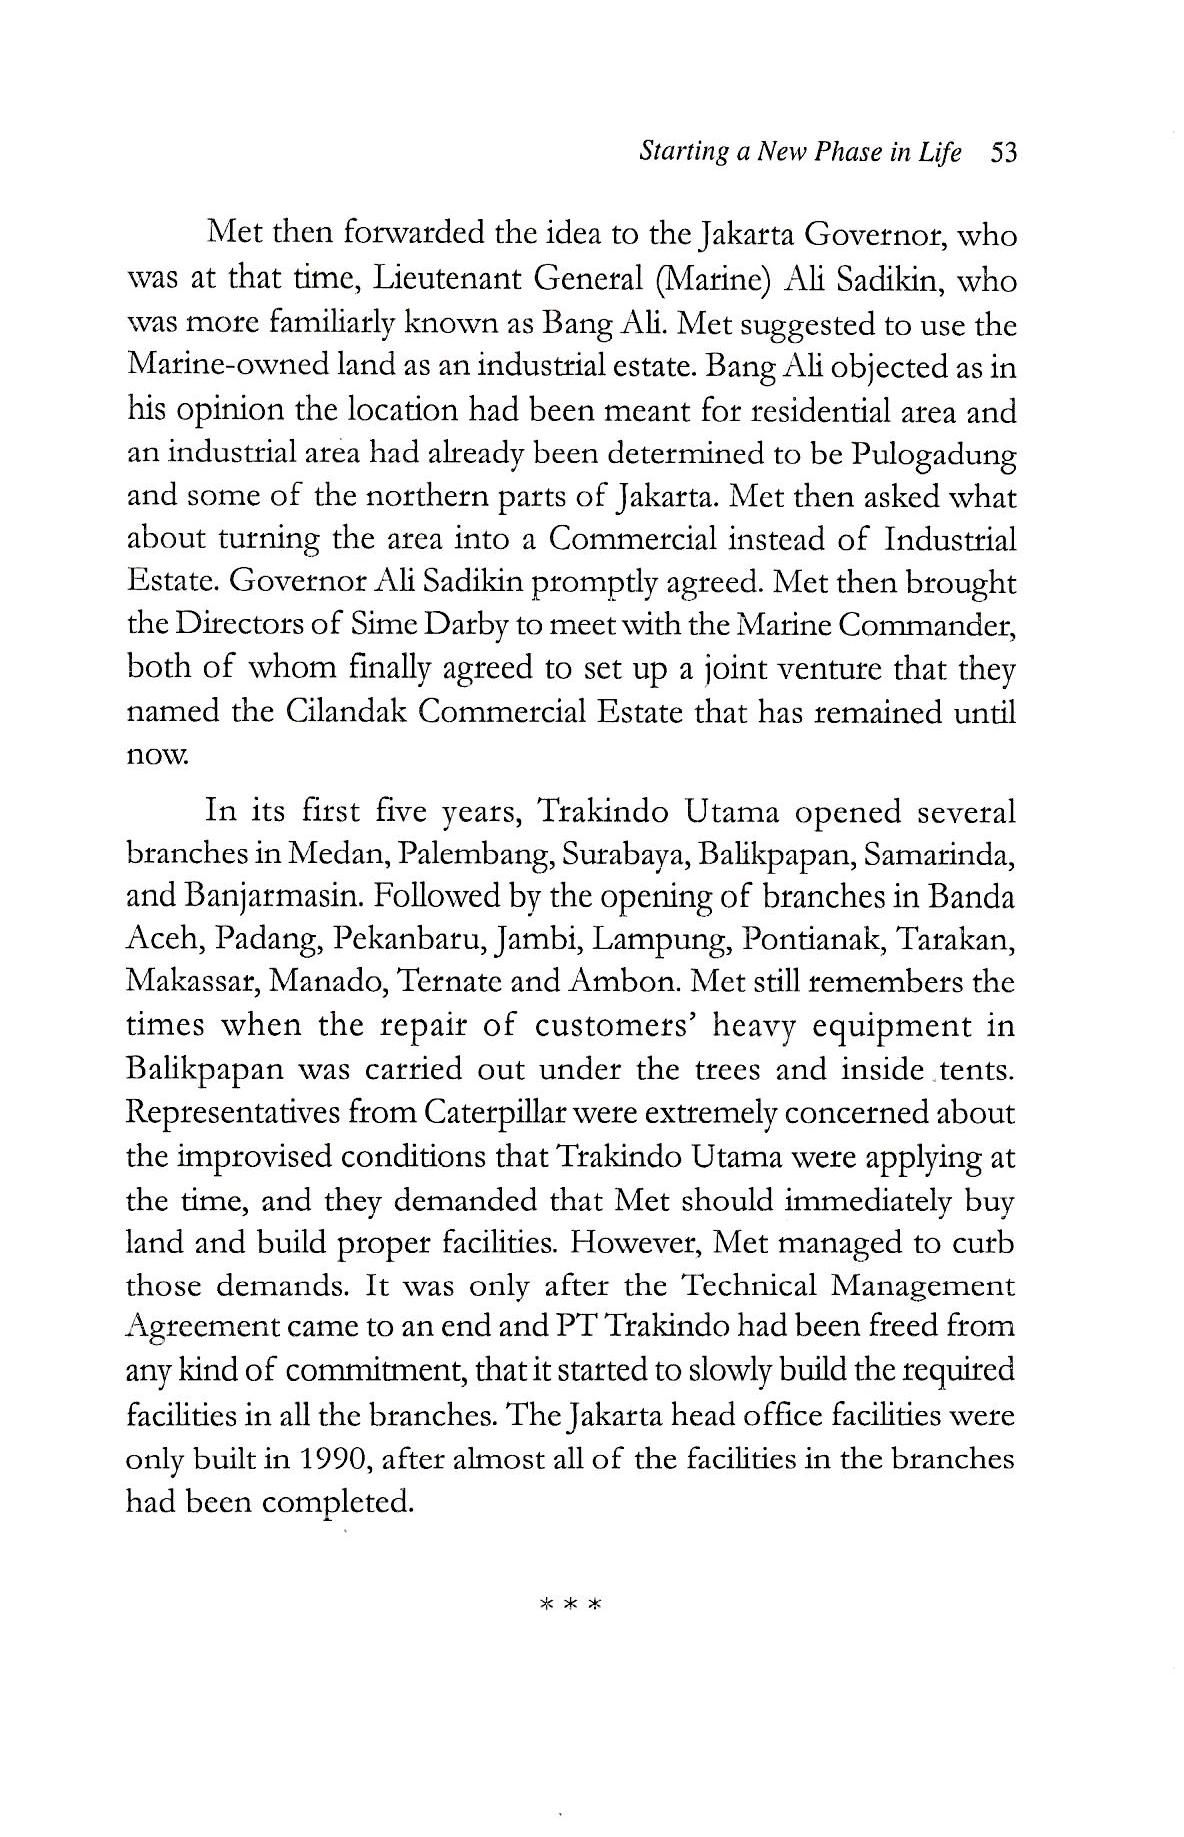 Starting a New Phase in Life 53
Met then forwarded the idea to the Jakarta Governor, who
was at that time, Lieutenant General (Marine) Ali Sadikin, who
was more familiarly known as Bang Ali. Met suggested to use the
Marine-owned land as an industrial estate. Bang Ali objected as in
his opinion the location had been meant for residential area and
an industrial area had already been determined to be Pulogadung
and some of the northern parts of Jakarta. Met then asked what
about turning the area into a Commercial instead of Industrial
Estate. Governor Ali Sadikin promptly agreed. Met then brought
the Directors of Sime Darby to meet with the Marine Commander,
both of whom finally agreed to set up a joint venture that they
named the Cilandak Commercial Estate that has remained until
now.
In its first five years, Trakindo Utama opened several
branches in Medan, Palembang, Surabaya, Balikpapan, Samarinda,
and Banjarmasin. Followed by the opening of branches in Banda
Aceh, Padang, Pekanbaru, Jambi, Lampung, Pontianak, Tarakan,
Makassar, Manado, Ternate and Ambon. Met still remembers the
times when the repair of customers' heavy equipment in
Balikpapan was carried out under the trees and inside tents.
Representatives from Caterpillar were extremely concerned about
the improvised conditions that Trakindo Utama were applying at
the time, and they demanded that Met should immediately buy
land and build proper facilities. However, Met managed to curb
those demands. It was only after the Technical Management
Agreement came to an end and PT Trakindo had been freed from
any kind of commitment, that it started to slowly build the required
facilities in all the branches. The Jakarta head office facilities were
only built in 1990, after almost all of the facilities in the branches
had been completed.
* * *